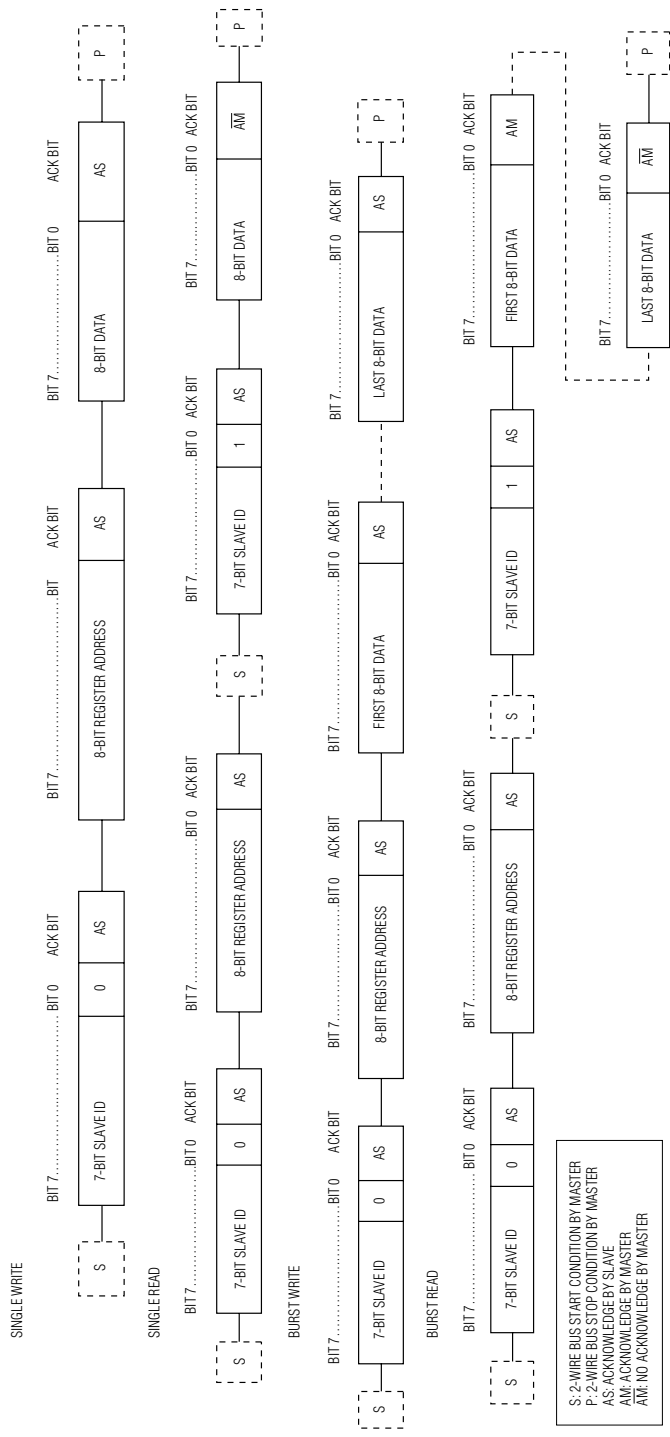 SINGLE WRITE
BIT 7........................BIT 0 ACK BIT BIT 7........................BIT ACK BIT BIT 7........................BIT 0 ACK BIT
S 7-BIT SLAVE ID 0 AS 8-BIT REGISTER ADDRESS AS 8-BIT DATA AS P
SINGLE READ
BIT 7........................BIT 0 ACK BIT BIT 7........................BIT 0 ACK BIT BIT 7........................BIT 0 ACK BIT BIT 7................BIT 0 ACK BIT
S 7-BIT SLAVE ID 0 AS 8-BIT REGISTER ADDRESS AS S 7-BIT SLAVE ID 1 AS 8-BIT DATA A̅M̅ P
BURST WRITE
BIT 7........................BIT 0 ACK BIT BIT 7........................BIT 0 ACK BIT BIT 7........................BIT 0 ACK BIT BIT 7........................BIT 0 ACK BIT
S 7-BIT SLAVE ID 0 AS 8-BIT REGISTER ADDRESS AS FIRST 8-BIT DATA AS LAST 8-BIT DATA AS P
BURST READ
BIT 7........................BIT 0 ACK BIT BIT 7........................BIT 0 ACK BIT BIT 7........................BIT 0 ACK BIT
S 7-BIT SLAVE ID 0 AS 8-BIT REGISTER ADDRESS AS S 7-BIT SLAVE ID 1 AS FIRST 8-BIT DATA AM
BIT 7................BIT 0 ACK BIT
LAST 8-BIT DATA A̅M̅ P
S: 2-WIRE BUS START CONDITION BY MASTER
P: 2-WIRE BUS STOP CONDITION BY MASTER
AS: ACKNOWLEDGE BY SLAVE
AM: ACKNOWLEDGE BY MASTER
A̅M̅: NO ACKNOWLEDGE BY MASTER